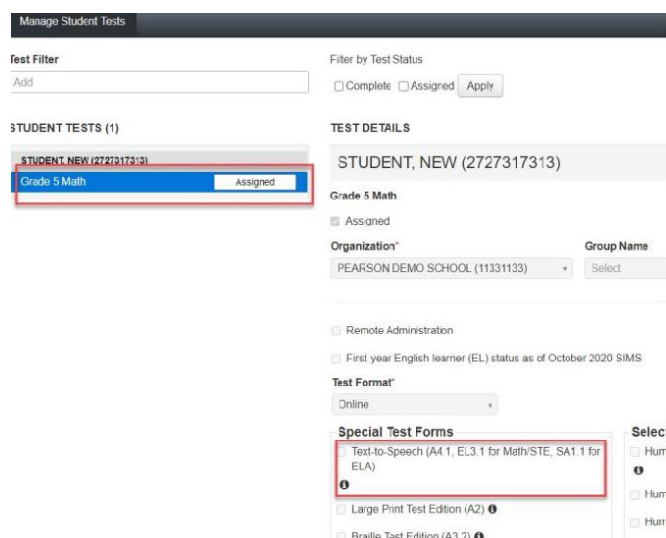 Manage Student Tests
Test Filter
Filter by Test Status
Add
Complete
Assigned
Apply
STUDENT TESTS (1)
TEST DETAILS
STUDENT, NEW (2727317313)
STUDENT, NEW (2727317313)
Grade 5 Math
Assigned
Grade 5 Math
Assigned
Organization*
Group Name
PEARSON DEMO SCHOOL (11331133)
Select
Remote Administration
First year English learner (EL) status as of October 2020 SIMS
Test Format*
Online
Special Test Forms
Selec
Text-to-Speech (A4.1, EL3.1 for Math/STE, SA1.1 for
ELA)
Hum
Large Print Test Edition (A2)
Hum
Braille Test Edition (A3.2)
Hum